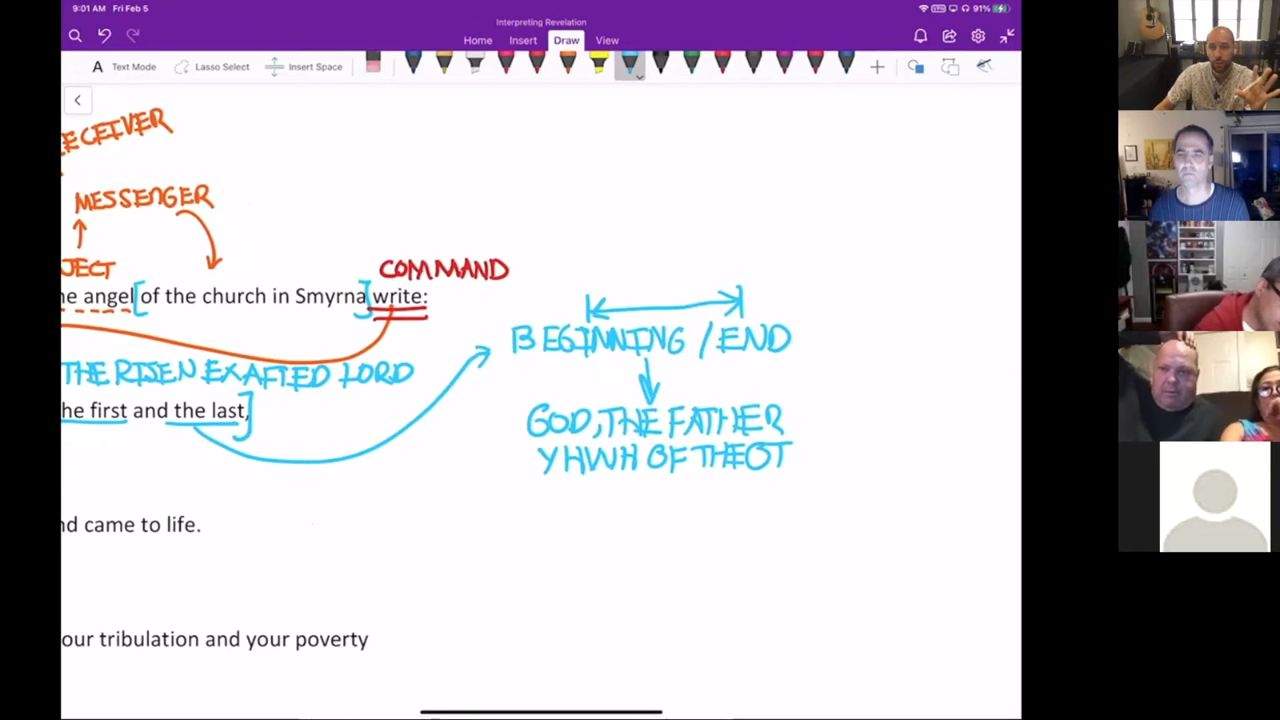 9:01 AM Fri Feb 5
91%
Interpreting Revelation
Home Insert Draw View
Text Mode Lasso Select Insert Space
ECEIVER
MESSENGER
JECT
COMMAND
he angel [of the church in Smyrna] write:
BEGINNING / END
THE RISEN EXALTED LORD
he first and the last,]
GOD, THE FATHER
YHWH OF THE OT
nd came to life.
our tribulation and your poverty